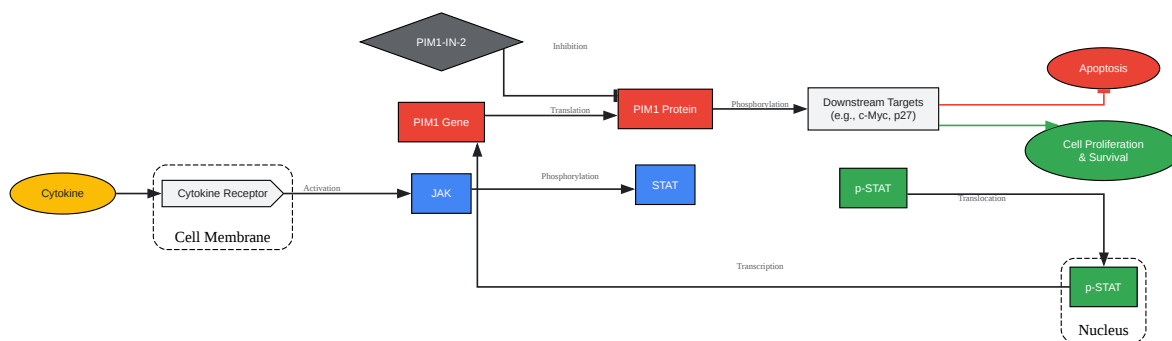 PIM1-IN-2
Inhibition
Apoptosis
PIM1 Gene
Translation
PIM1 Protein
Phosphorylation
Downstream Targets
(e.g., c-Myc, p27)
Cell Proliferation
& Survival
Cytokine
Cytokine Receptor
Cell Membrane
Activation
JAK
Phosphorylation
STAT
p-STAT
Translocation
Transcription
p-STAT
Nucleus